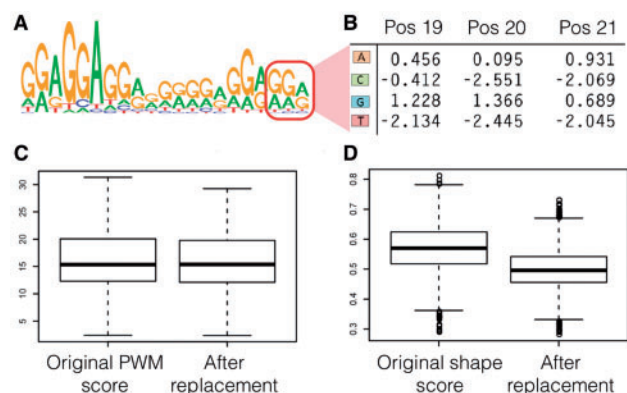 A
B
Pos 19 Pos 20 Pos 21
A 0.456 0.095 0.931
C -0.412 -2.551 -2.069
G 1.228 1.366 0.689
T -2.134 -2.445 -2.045
GGAGGAGGAGGGGAGGAGGA
C
30
25
20
15
10
5
Original PWM score
After replacement
D
0.8
0.7
0.6
0.5
0.4
0.3
Original shape score
After replacement